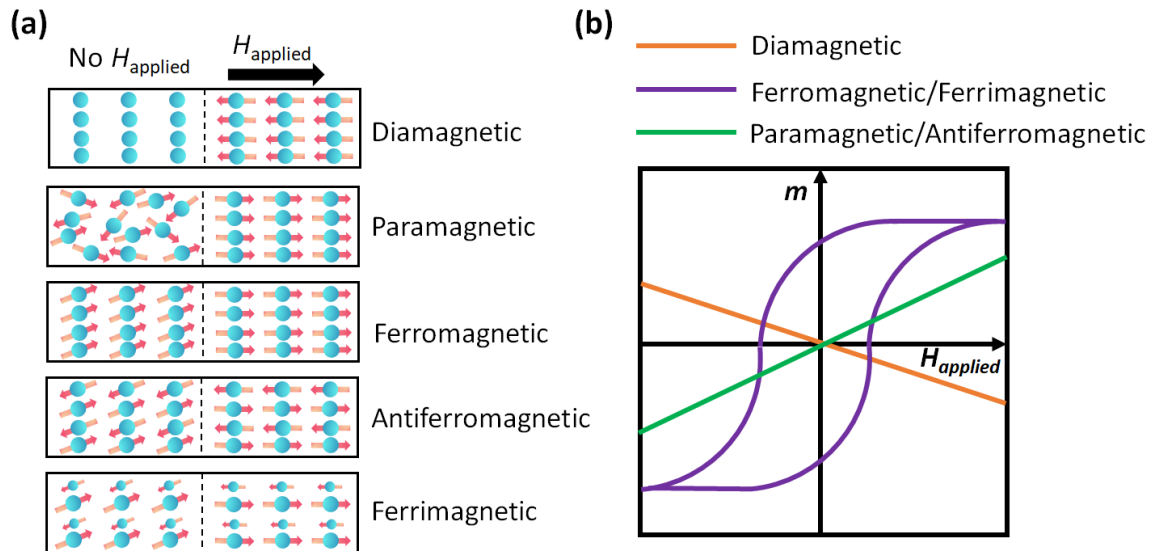 (a)
No Happlied
Happlied
Diamagnetic
Paramagnetic
Ferromagnetic
Antiferromagnetic
Ferrimagnetic
(b)
Diamagnetic
Ferromagnetic/Ferrimagnetic
Paramagnetic/Antiferromagnetic
m
Happlied